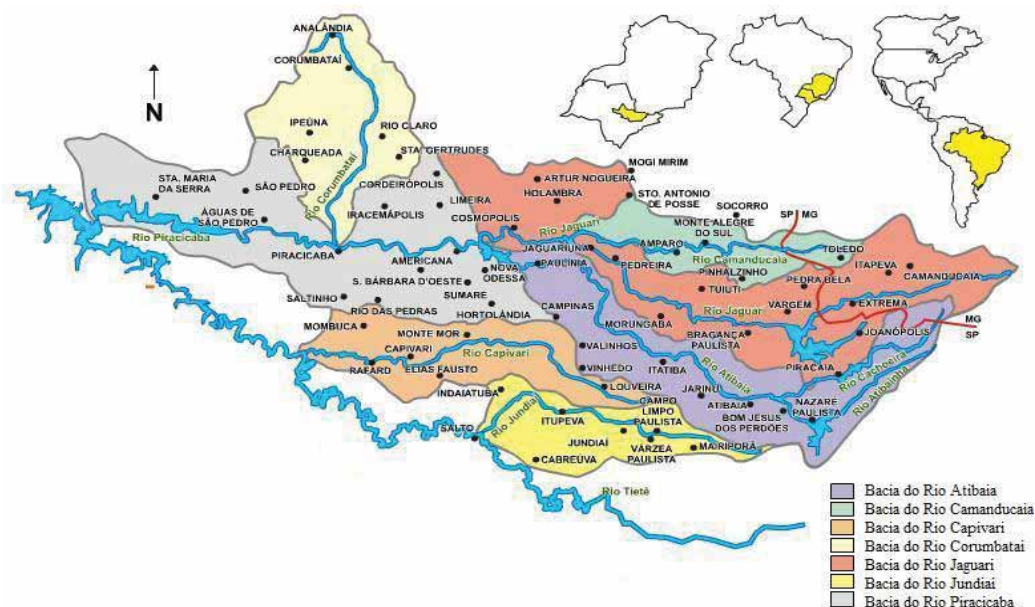 ANALÂNDIA
CORUMBATAÍ
N
IPEÚNA
RIO CLARO
CHARQUEADA
STA. GERTRUDES
MOGI MIRIM
STA. MARIA
DA SERRA
SÃO PEDRO
CORDEIRÓPOLIS
ARTUR NOGUEIRA
HOLAMBRA
STO. ANTONIO
DE POSSE
SOCORRO
LIMEIRA
Rio Corumbataí
ÁGUAS DE
SÃO PEDRO
IRACEMÁPOLIS
COSMOPOLIS
Rio Jaguari
MONTE ALEGRE
DO SUL
SP MG
Rio Piracicaba
PIRACICABA
AMERICANA
JAGUARIUNA
AMPARO
Rio Camanducaia
TOLEDO
ITAPEVA
PAULÍNIA
PEDREIRA
PINHALZINHO
PEDRA BELA
CAMANDUCAIA
NOVA
ODESSA
S. BÁRBARA D'OESTE
SUMARE
TUIUTI
SALTINHO
RIO DAS PEDRAS
HORTOLÂNDIA
CAMPINAS
Rio Jaguar
VARGEM
EXTREMA
MOMBUCA
MONTE MOR
MORUNGABA
BRAGANÇA
PAULISTA
JOANÓPOLIS
MG
SP
VALINHOS
CAPIVARI
Rio Capivari
RAFARD
ELIAS FAUSTO
VINHEDO
ITATIBA
Rio Atibaia
PIRACAIA
Rio Cachoeira
Rio Atibainha
INDAIATUBA
LOUVEIRA
JARINU
ATIBAIA
NAZARÉ
PAULISTA
CAMPO
LIMPO
PAULISTA
BOM JESUS
DOS PERDÕES
Rio Jundiaí
ITUPEVA
SALTO
JUNDIAÍ
VÁRZEA
PAULISTA
MAIRIPORÃ
CABREÚVA
Rio Tietê
Bacia do Rio Atibaia
Bacia do Rio Camanducaia
Bacia do Rio Capivari
Bacia do Rio Corumbatai
Bacia do Rio Jaguari
Bacia do Rio Jundiaí
Bacia do Rio Piracicaba